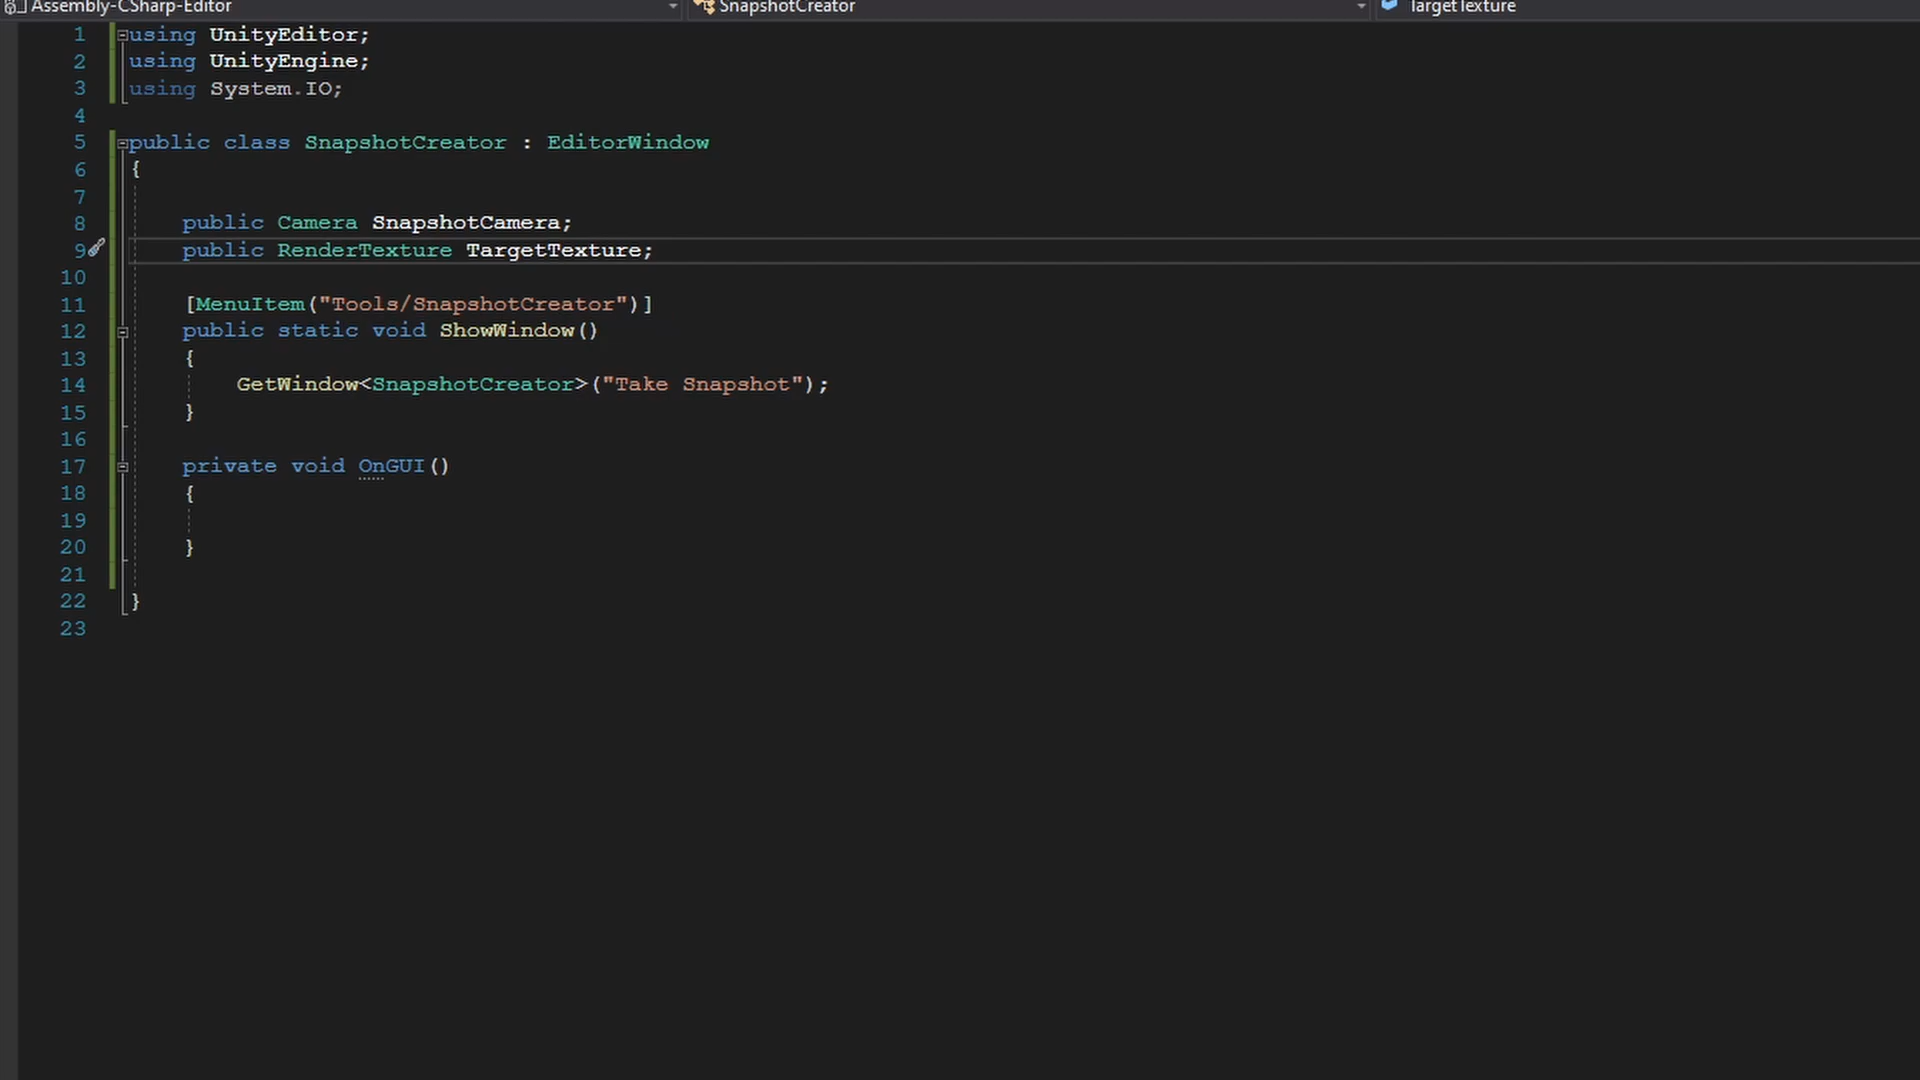 Assembly-CSharp-Editor SnapshotCreator TargetTexture
1 using UnityEditor;
2 using UnityEngine;
3 using System.IO;
4
5 public class SnapshotCreator : EditorWindow
6 {
7
8 public Camera SnapshotCamera;
9 public RenderTexture TargetTexture;
10
11 [MenuItem("Tools/SnapshotCreator")]
12 public static void ShowWindow()
13 {
14 GetWindow<SnapshotCreator>("Take Snapshot");
15 }
16
17 private void OnGUI()
18 {
19
20 }
21
22 }
23